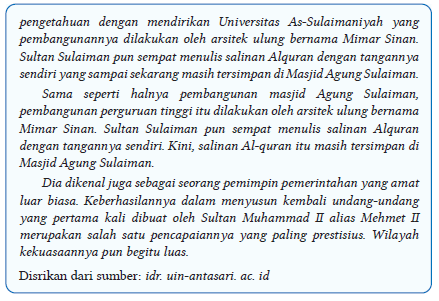 pengetahuan dengan mendirikan Universitas As-Sulaimaniyah yang
pembangunannya dilakukan oleh arsitek ulung bernama Mimar Sinan.
Sultan Sulaiman pun sempat menulis salinan Alquran dengan tangannya
sendiri yang sampai sekarang masih tersimpan di Masjid Agung Sulaiman.
Sama seperti halnya pembangunan masjid Agung Sulaiman,
pembangunan perguruan tinggi itu dilakukan oleh arsitek ulung bernama
Mimar Sinan. Sultan Sulaiman pun sempat menulis salinan Alquran
dengan tangannya sendiri. Kini, salinan Al-quran itu masih tersimpan di
Masjid Agung Sulaiman.
Dia dikenal juga sebagai seorang pemimpin pemerintahan yang amat
luar biasa. Keberhasilannya dalam menyusun kembali undang-undang
yang pertama kali dibuat oleh Sultan Muhammad II alias Mehmet II
merupakan salah satu pencapaiannya yang paling prestisius. Wilayah
kekuasaannya pun begitu luas.
Disrikan dari sumber: idr. uin-antasari. ac. id